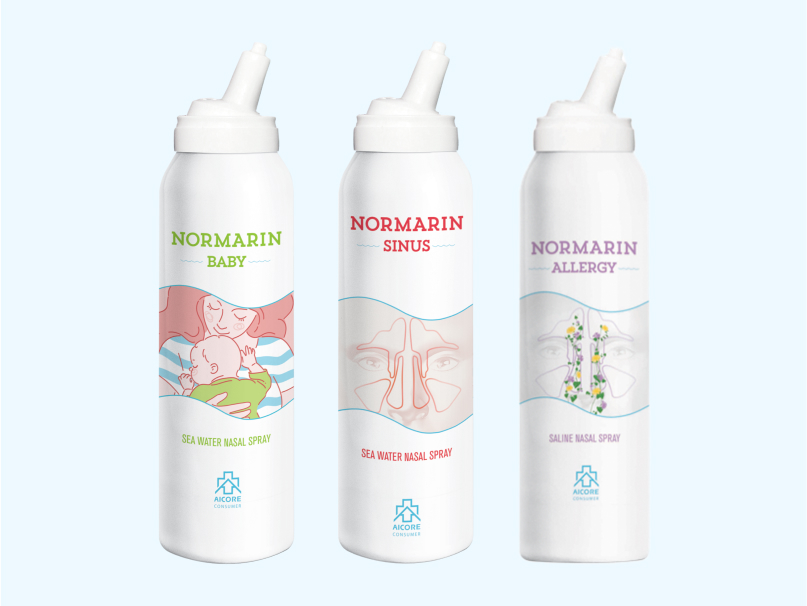 NORMARIN
BABY
SEA WATER NASAL SPRAY
AICORE
CONSUMER
NORMARIN
SINUS
SEA WATER NASAL SPRAY
AICORE
CONSUMER
NORMARIN
ALLERGY
SALINE NASAL SPRAY
AICORE
CONSUMER